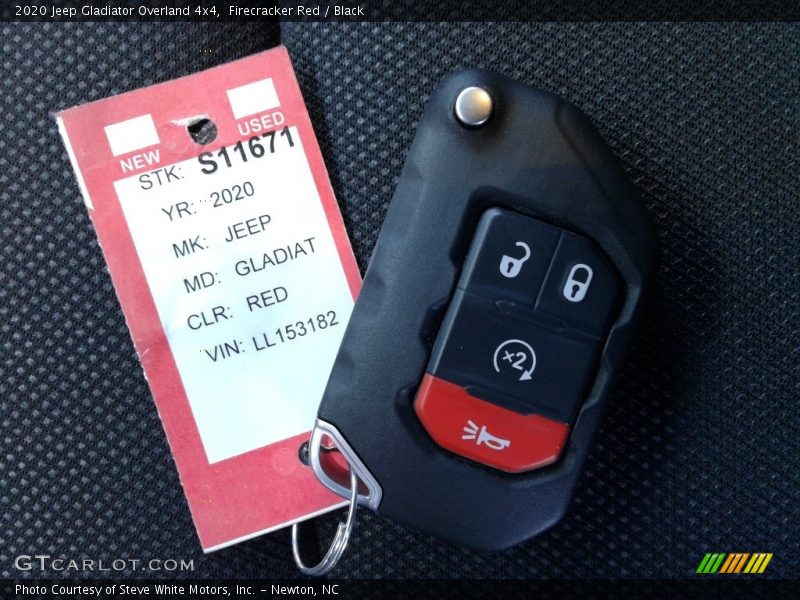 2020 Jeep Gladiator Overland 4x4,  Firecracker Red / Black
NEW
USED
STK: S11671
YR: 2020
MK: JEEP
MD: GLADIAT
CLR: RED
VIN: LL153182
x2
GTCARLOT.COM
Photo Courtesy of Steve White Motors, Inc. – Newton, NC